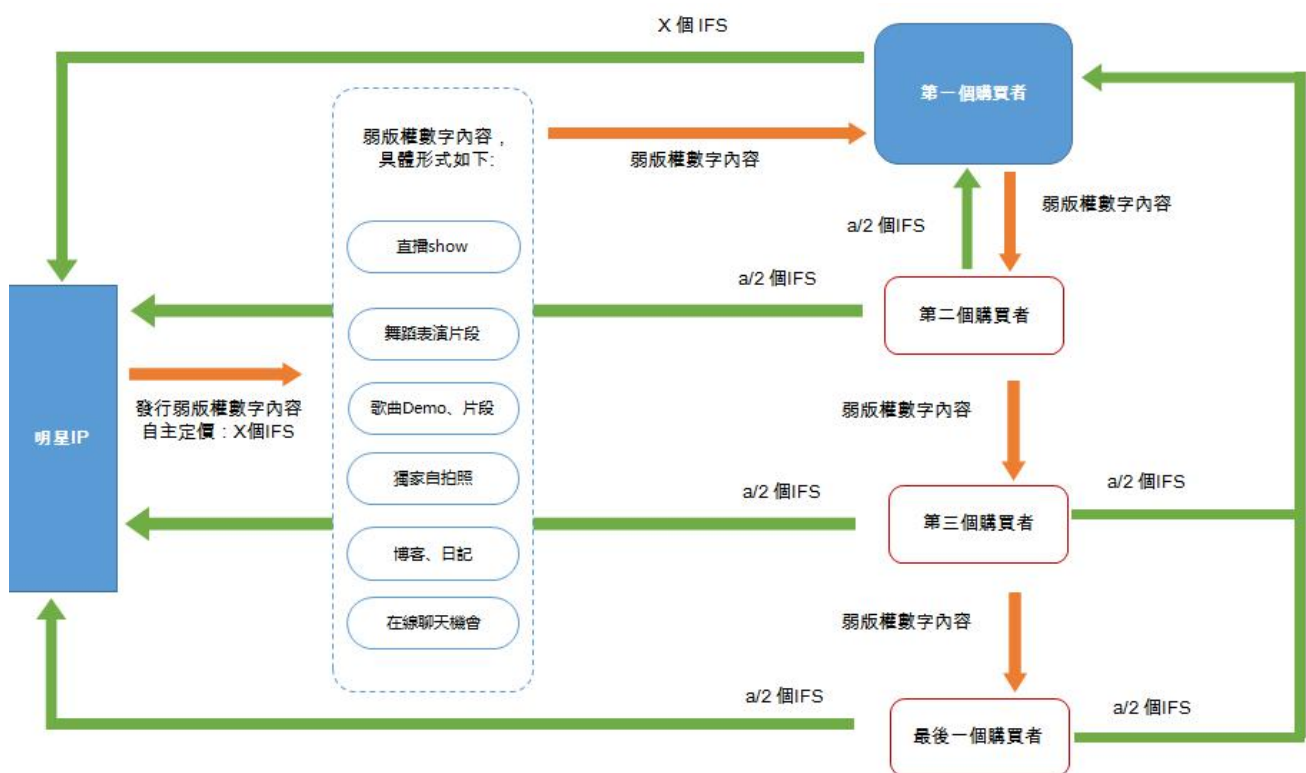 X 個 IFS
第一個購買者
弱版權數字內容，
具體形式如下:
弱版權數字內容
弱版權數字內容
a/2 個IFS
直播show
a/2 個IFS
第二個購買者
舞蹈表演片段
發行弱版權數字內容
自主定價：X個IFS
歌曲Demo、片段
弱版權數字內容
明星IP
獨家自拍照
a/2 個IFS
a/2 個IFS
第三個購買者
博客、日記
在線聊天機會
弱版權數字內容
a/2 個IFS
a/2 個IFS
最後一個購買者